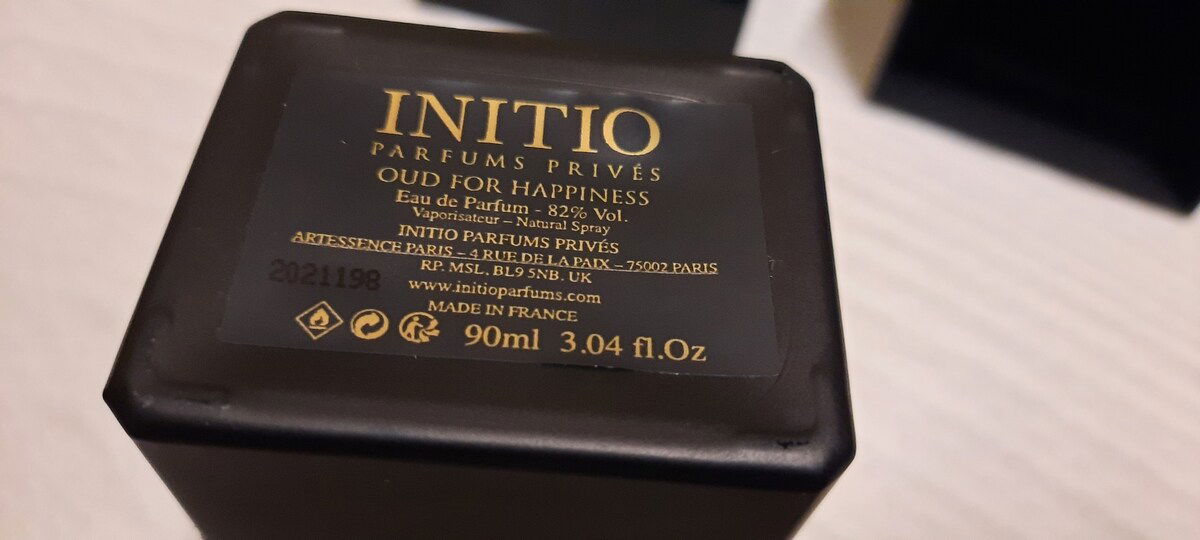 INITIO
PARFUMS PRIVÉS
OUD FOR HAPPINESS
Eau de Parfum - 82% Vol.
Vaporisateur – Natural Spray
INITIO PARFUMS PRIVÉS
ARTESSENCE PARIS – 4 RUE DE LA PAIX – 75002 PARIS
RP. MSL, BL9 5NB. UK
2021198
www.initioparfums.com
MADE IN FRANCE
90ml 3.04 fl.Oz